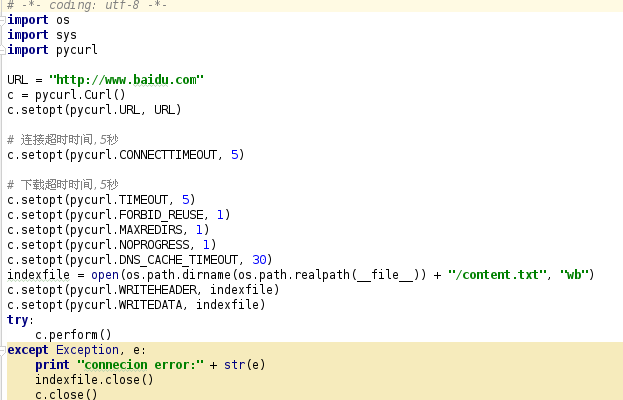 # -*- coding: utf-8 -*-
import os
import sys
import pycurl
URL = "http://www.baidu.com"
c = pycurl.Curl()
c.setopt(pycurl.URL, URL)
# 连接超时时间,5秒
c.setopt(pycurl.CONNECTTIMEOUT, 5)
# 下载超时时间,5秒
c.setopt(pycurl.TIMEOUT, 5)
c.setopt(pycurl.FORBID_REUSE, 1)
c.setopt(pycurl.MAXREDIRS, 1)
c.setopt(pycurl.NOPROGRESS, 1)
c.setopt(pycurl.DNS_CACHE_TIMEOUT, 30)
indexfile = open(os.path.dirname(os.path.realpath(__file__)) + "/content.txt", "wb")
c.setopt(pycurl.WRITEHEADER, indexfile)
c.setopt(pycurl.WRITEDATA, indexfile)
try:
    c.perform()
except Exception, e:
    print "connecion error:" + str(e)
    indexfile.close()
    c.close()